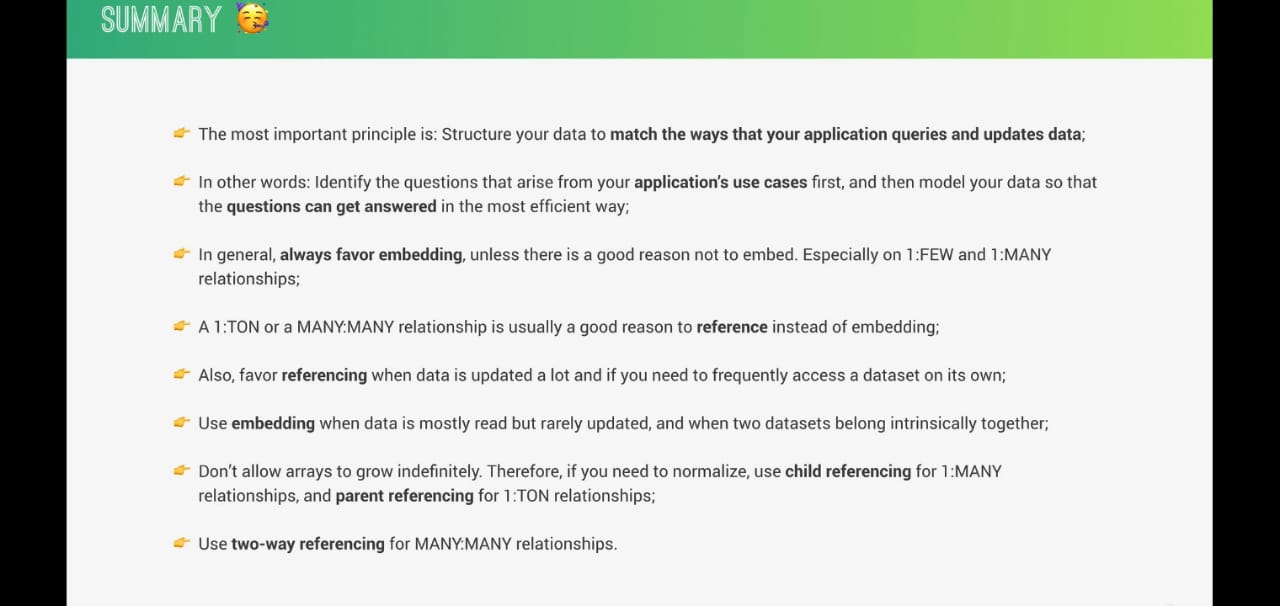 SUMMARY 🥳
👉 The most important principle is: Structure your data to match the ways that your application queries and updates data;
👉 In other words: Identify the questions that arise from your application's use cases first, and then model your data so that
the questions can get answered in the most efficient way;
👉 In general, always favor embedding, unless there is a good reason not to embed. Especially on 1:FEW and 1:MANY
relationships;
👉 A 1:TON or a MANY:MANY relationship is usually a good reason to reference instead of embedding;
👉 Also, favor referencing when data is updated a lot and if you need to frequently access a dataset on its own;
👉 Use embedding when data is mostly read but rarely updated, and when two datasets belong intrinsically together;
👉 Don't allow arrays to grow indefinitely. Therefore, if you need to normalize, use child referencing for 1:MANY
relationships, and parent referencing for 1:TON relationships;
👉 Use two-way referencing for MANY:MANY relationships.